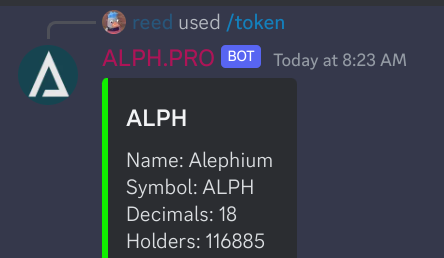 reed used /token
ALPH.PRO BOT Today at 8:23 AM
ALPH
Name: Alephium
Symbol: ALPH
Decimals: 18
Holders: 116885